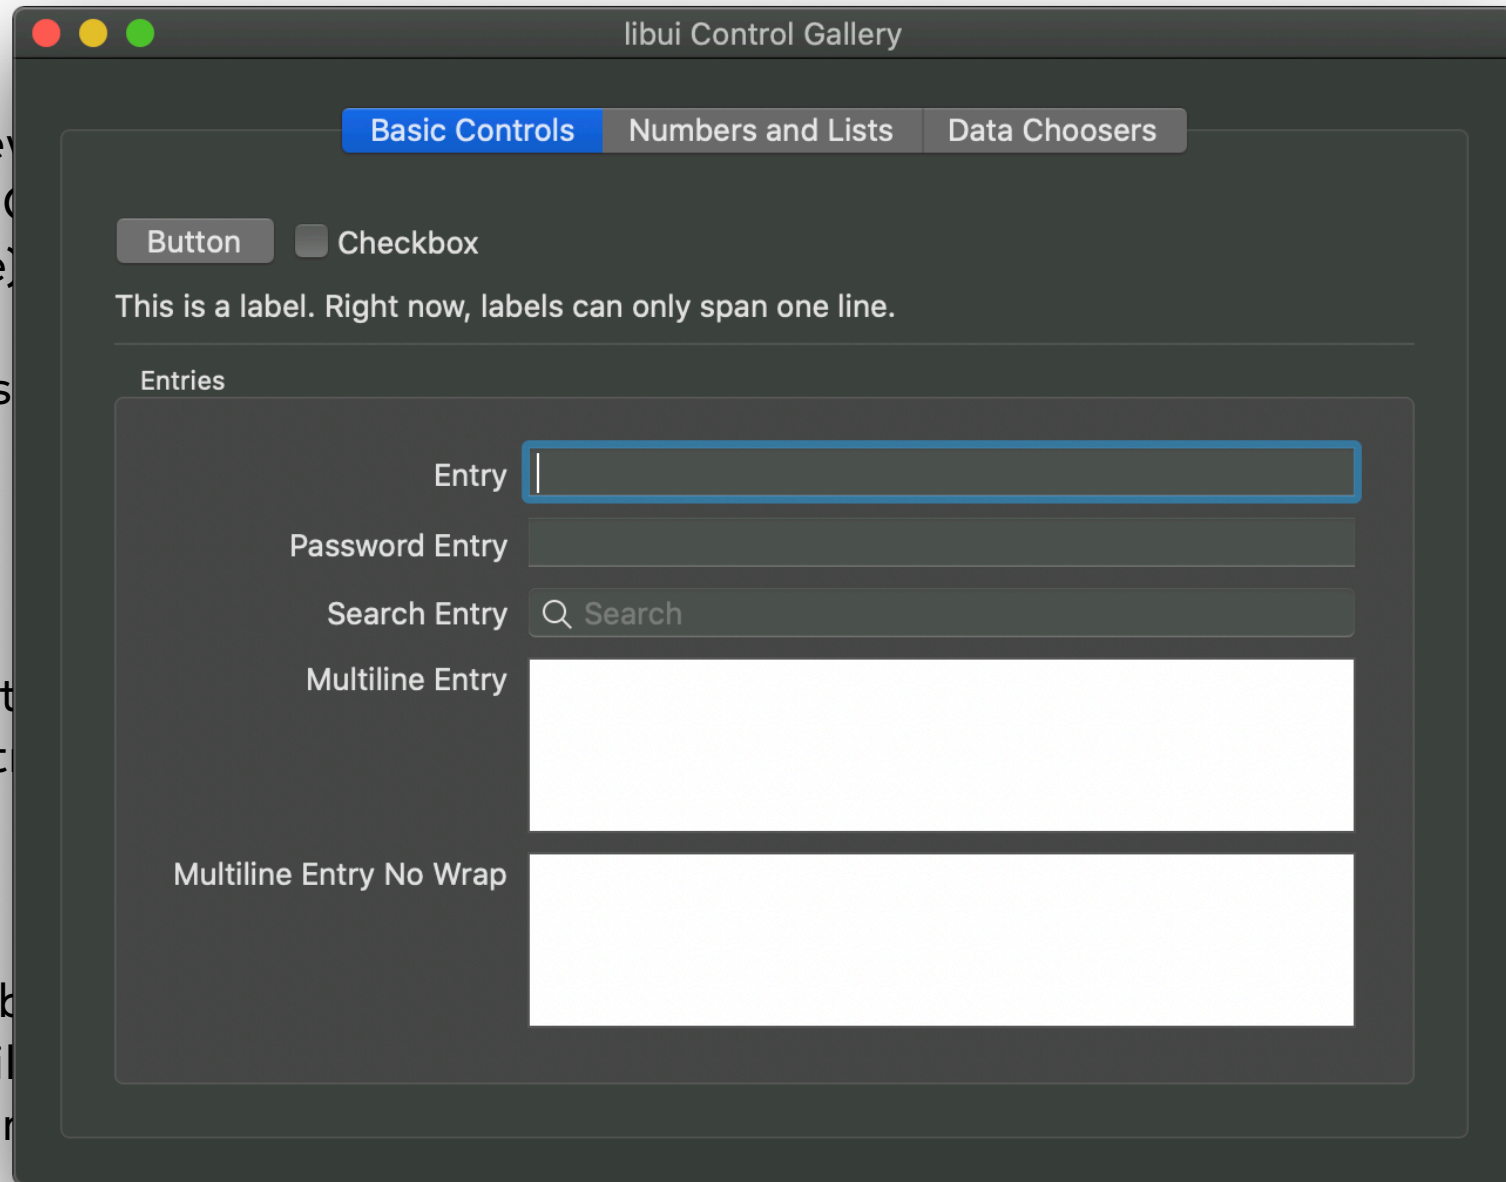 libui Control Gallery
Basic Controls Numbers and Lists Data Choosers
Button Checkbox
This is a label. Right now, labels can only span one line.
Entries
Entry
Password Entry
Search Entry Search
Multiline Entry
Multiline Entry No Wrap